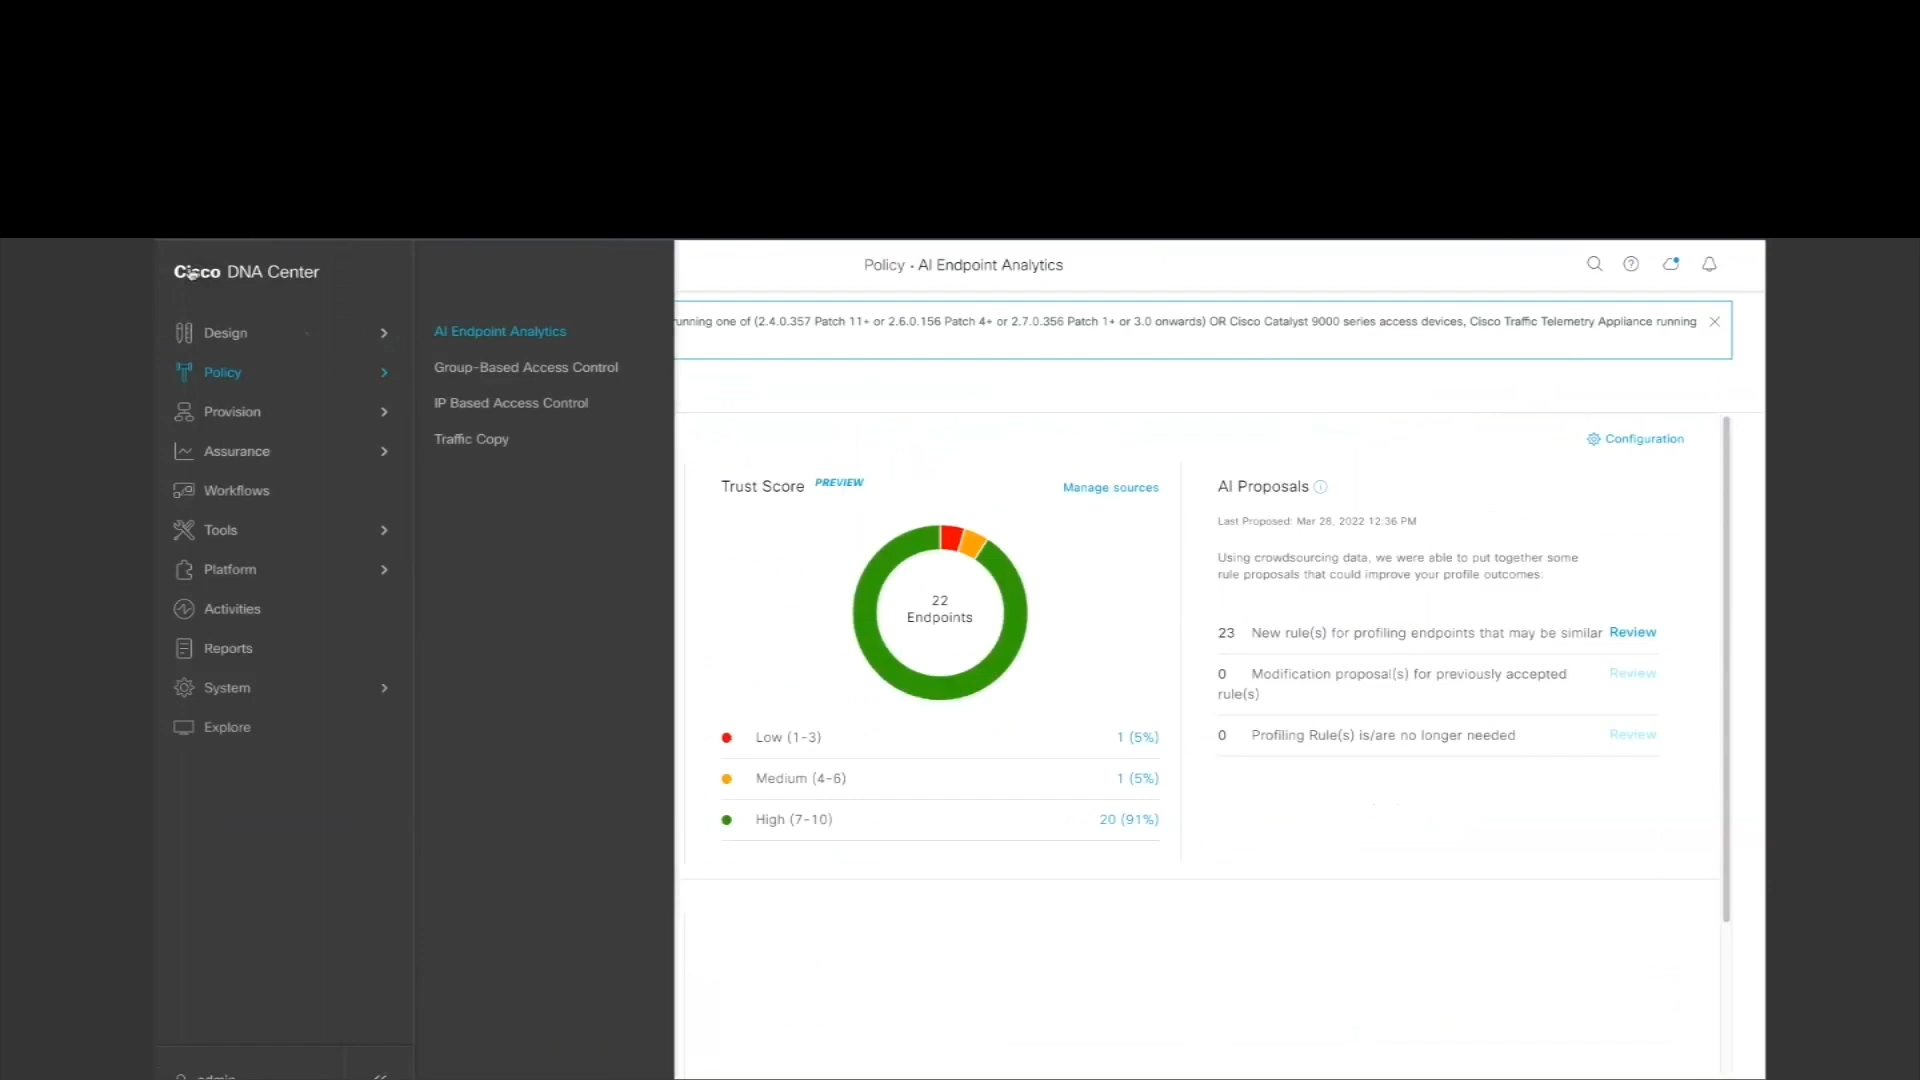 Cisco DNA Center
Design
Policy
Provision
Assurance
Workflows
Tools
Platform
Activities
Reports
System
Explore
admin
AI Endpoint Analytics
Group-Based Access Control
IP Based Access Control
Traffic Copy
Policy · AI Endpoint Analytics
running one of (2.4.0.357 Patch 11+ or 2.6.0.156 Patch 4+ or 2.7.0.356 Patch 1+ or 3.0 onwards) OR Cisco Catalyst 9000 series access devices, Cisco Traffic Telemetry Appliance running
Configuration
Trust Score PREVIEW
Manage sources
22
Endpoints
Low (1-3) 1 (5%)
Medium (4-6) 1 (5%)
High (7-10) 20 (91%)
AI Proposals
Last Proposed: Mar 28, 2022 12:36 PM
Using crowdsourcing data, we were able to put together some
rule proposals that could improve your profile outcomes:
23 New rule(s) for profiling endpoints that may be similar Review
0 Modification proposal(s) for previously accepted Review
rule(s)
0 Profiling Rule(s) is/are no longer needed Review